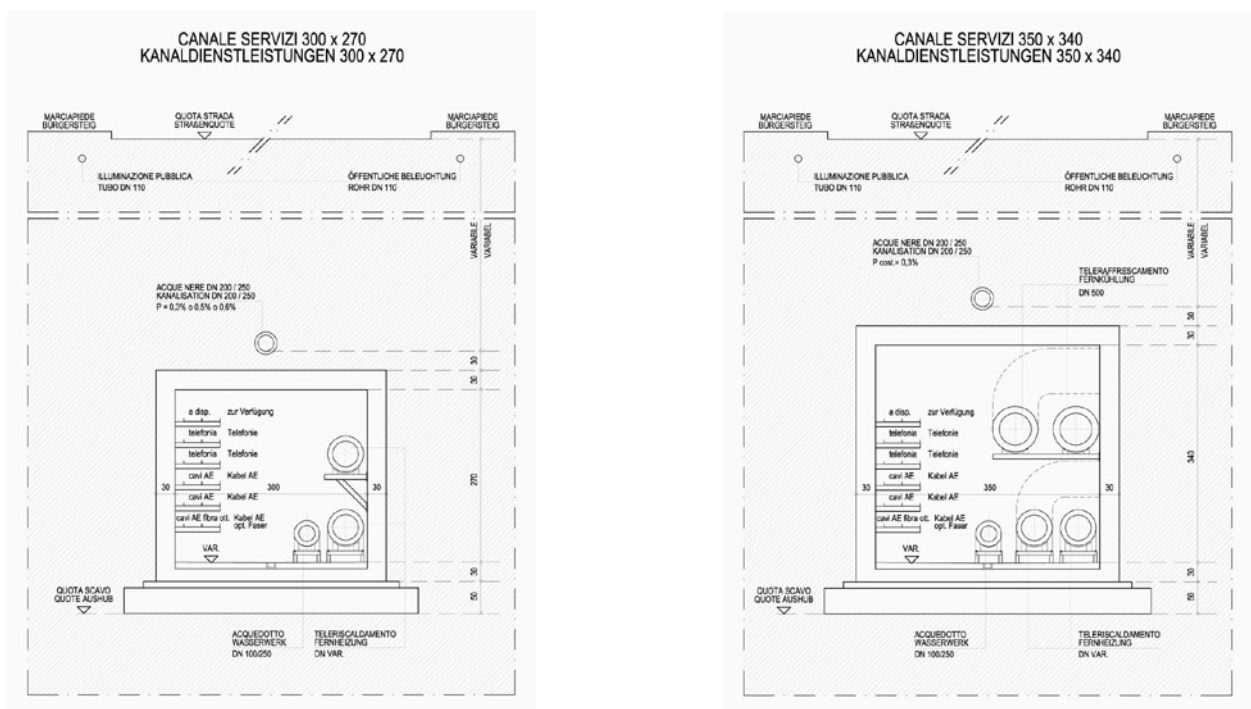 CANALE SERVIZI 300 x 270
KANALDIENSTLEISTUNGEN 300 x 270
MARCIAPIEDE
BÜRGERSTEIG
QUOTA STRADA
STRAßENQUOTE
MARCIAPIEDE
BÜRGERSTEIG
ILLUMINAZIONE PUBBLICA
TUBO DN 110
ÖFFENTLICHE BELEUCHTUNG
ROHR DN 110
VARIABILE
VARIABEL
ACQUE NERE DN 200 / 250
KANALISATION DN 200 / 250
P = 0,3% o 0,5% o 0,6%
30
30
a disp. zur Verfügung
telefonia Telefonie
telefonia Telefonie
cavi AE Kabel AE
30 300 30
270
cavi AE Kabel AE
cavi AE fibra ott. Kabel AE
opt. Faser
VAR.
30
50
QUOTA SCAVO
QUOTE AUSHUB
ACQUEDOTTO
WASSERWERK
DN 100/250
TELERISCALDAMENTO
FERNHEIZUNG
DN VAR.
CANALE SERVIZI 350 x 340
KANALDIENSTLEISTUNGEN 350 x 340
MARCIAPIEDE
BÜRGERSTEIG
QUOTA STRADA
STRAßENQUOTE
MARCIAPIEDE
BÜRGERSTEIG
ILLUMINAZIONE PUBBLICA
TUBO DN 110
ÖFFENTLICHE BELEUCHTUNG
ROHR DN 110
VARIABILE
VARIABEL
ACQUE NERE DN 200 / 250
KANALISATION DN 200 / 250
P cost.= 0,3%
TELERAFFRESCAMENTO
FERNKÜHLUNG
DN 500
30
30
a disp. zur Verfügung
telefonia Telefonie
telefonia Telefonie
340
cavi AE Kabel AE
30 350 30
cavi AE Kabel AE
cavi AE fibra ott. Kabel AE
opt. Faser
VAR.
30
50
QUOTA SCAVO
QUOTE AUSHUB
ACQUEDOTTO
WASSERWERK
DN 100/250
TELERISCALDAMENTO
FERNHEIZUNG
DN VAR.